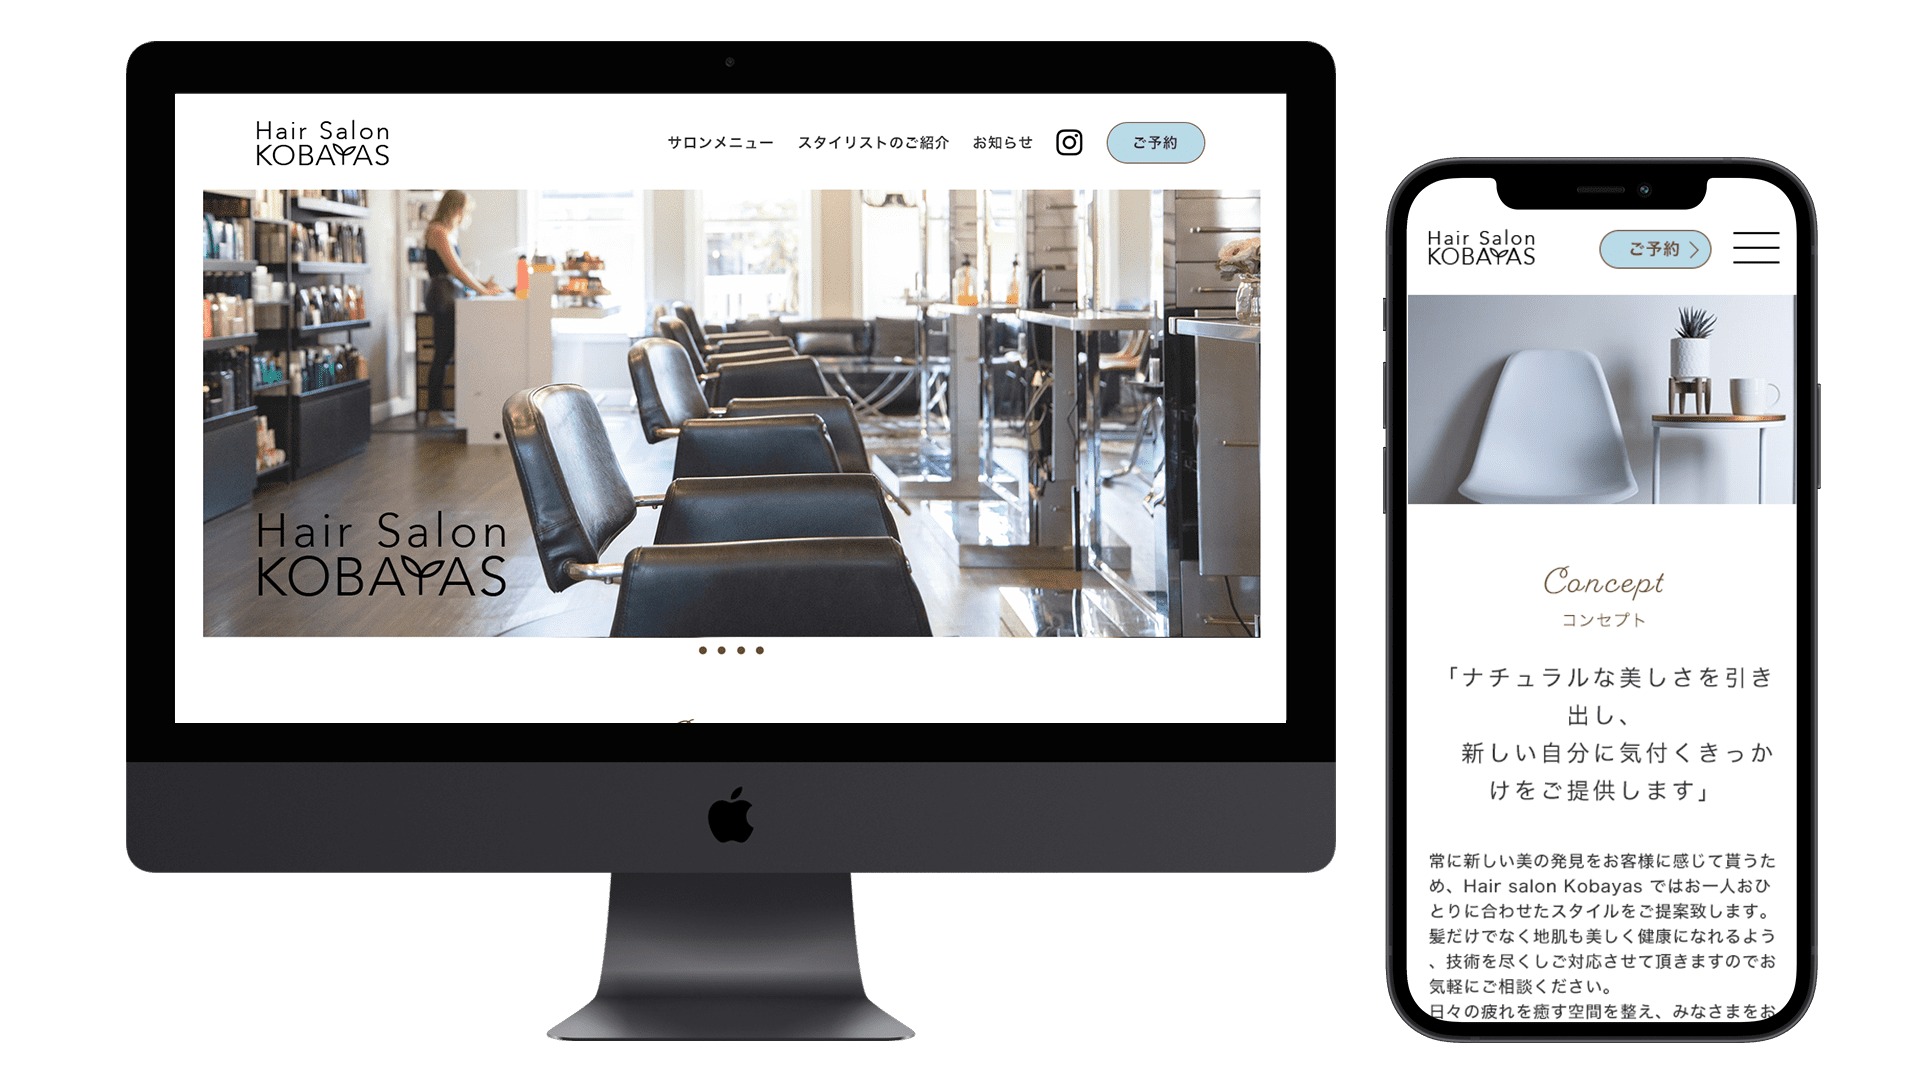 Hair Salon
KOBAYAS
サロンメニュー
スタイリストのご紹介
お知らせ
ご予約
Hair Salon
KOBAYAS
Hair Salon
KOBAYAS
ご予約
Concept
コンセプト
「ナチュラルな美しさを引き
出し、
新しい自分に気付くきっか
けをご提供します」
常に新しい美の発見をお客様に感じて貰うた
め、Hair salon Kobayas ではお一人おひ
とりに合わせたスタイルをご提案致します。
髪だけでなく地肌も美しく健康になれるよう
、技術を尽くしご対応させて頂きますのでお
気軽にご相談ください。
日々の疲れを癒す空間を整え、みなさまをお